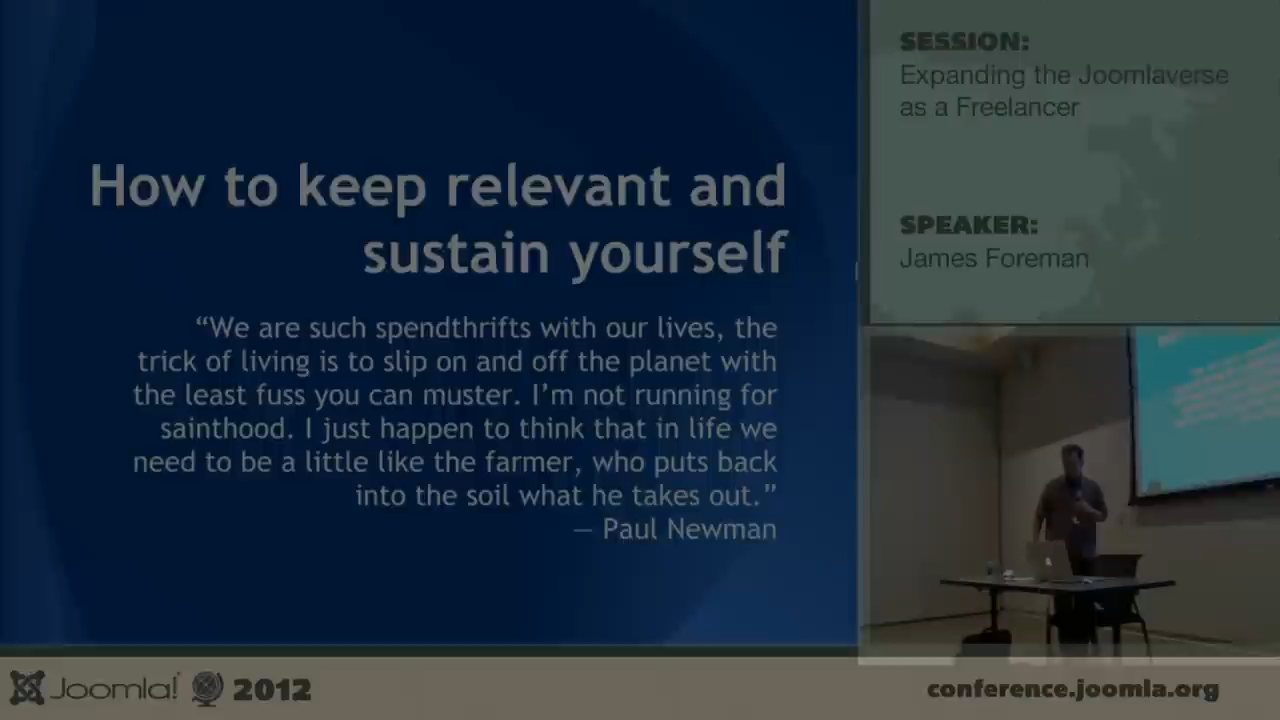 How to keep relevant and
sustain yourself
“We are such spendthrifts with our lives, the
trick of living is to slip on and off the planet with
the least fuss you can muster. I’m not running for
sainthood. I just happen to think that in life we
need to be a little like the farmer, who puts back
into the soil what he takes out.”
— Paul Newman
SESSION:
Expanding the Joomlaverse
as a Freelancer
SPEAKER:
James Foreman
Joomla! 2012
conference.joomla.org